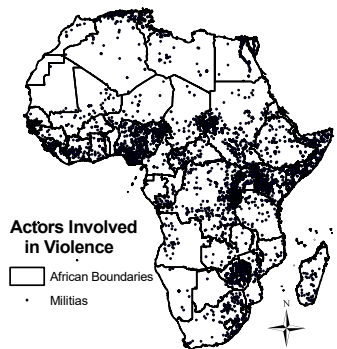 Actors Involved
in Violence
African Boundaries
Militias
N